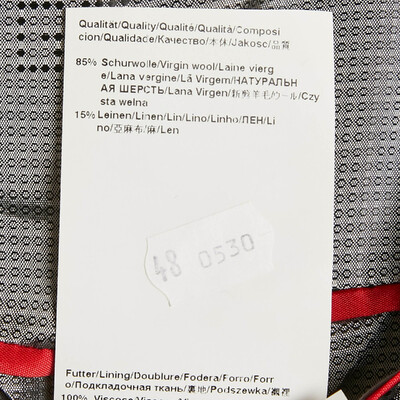 Qualität/Quality/Qualité/Qualità/Composi
cion/Qualidade/Качество/本体/Jakosc/品質
85% Schurwolle/Virgin wool/Laine vierg
e/Lana vergine/Lã Virgem/НАТУРАЛЬН
АЯ ШЕРСТЬ/Lana Virgen/新剪羊毛/ウール/Czy
sta welna
15% Leinen/Linen/Lin/Lino/Linho/ЛЕН/Li
no/亞麻布/麻/Len
48 0530
Futter/Lining/Doublure/Fodera/Forro/Forr
o/Подкладочная ткань/裏地/Podszewka/襯裡
100% Viscose/